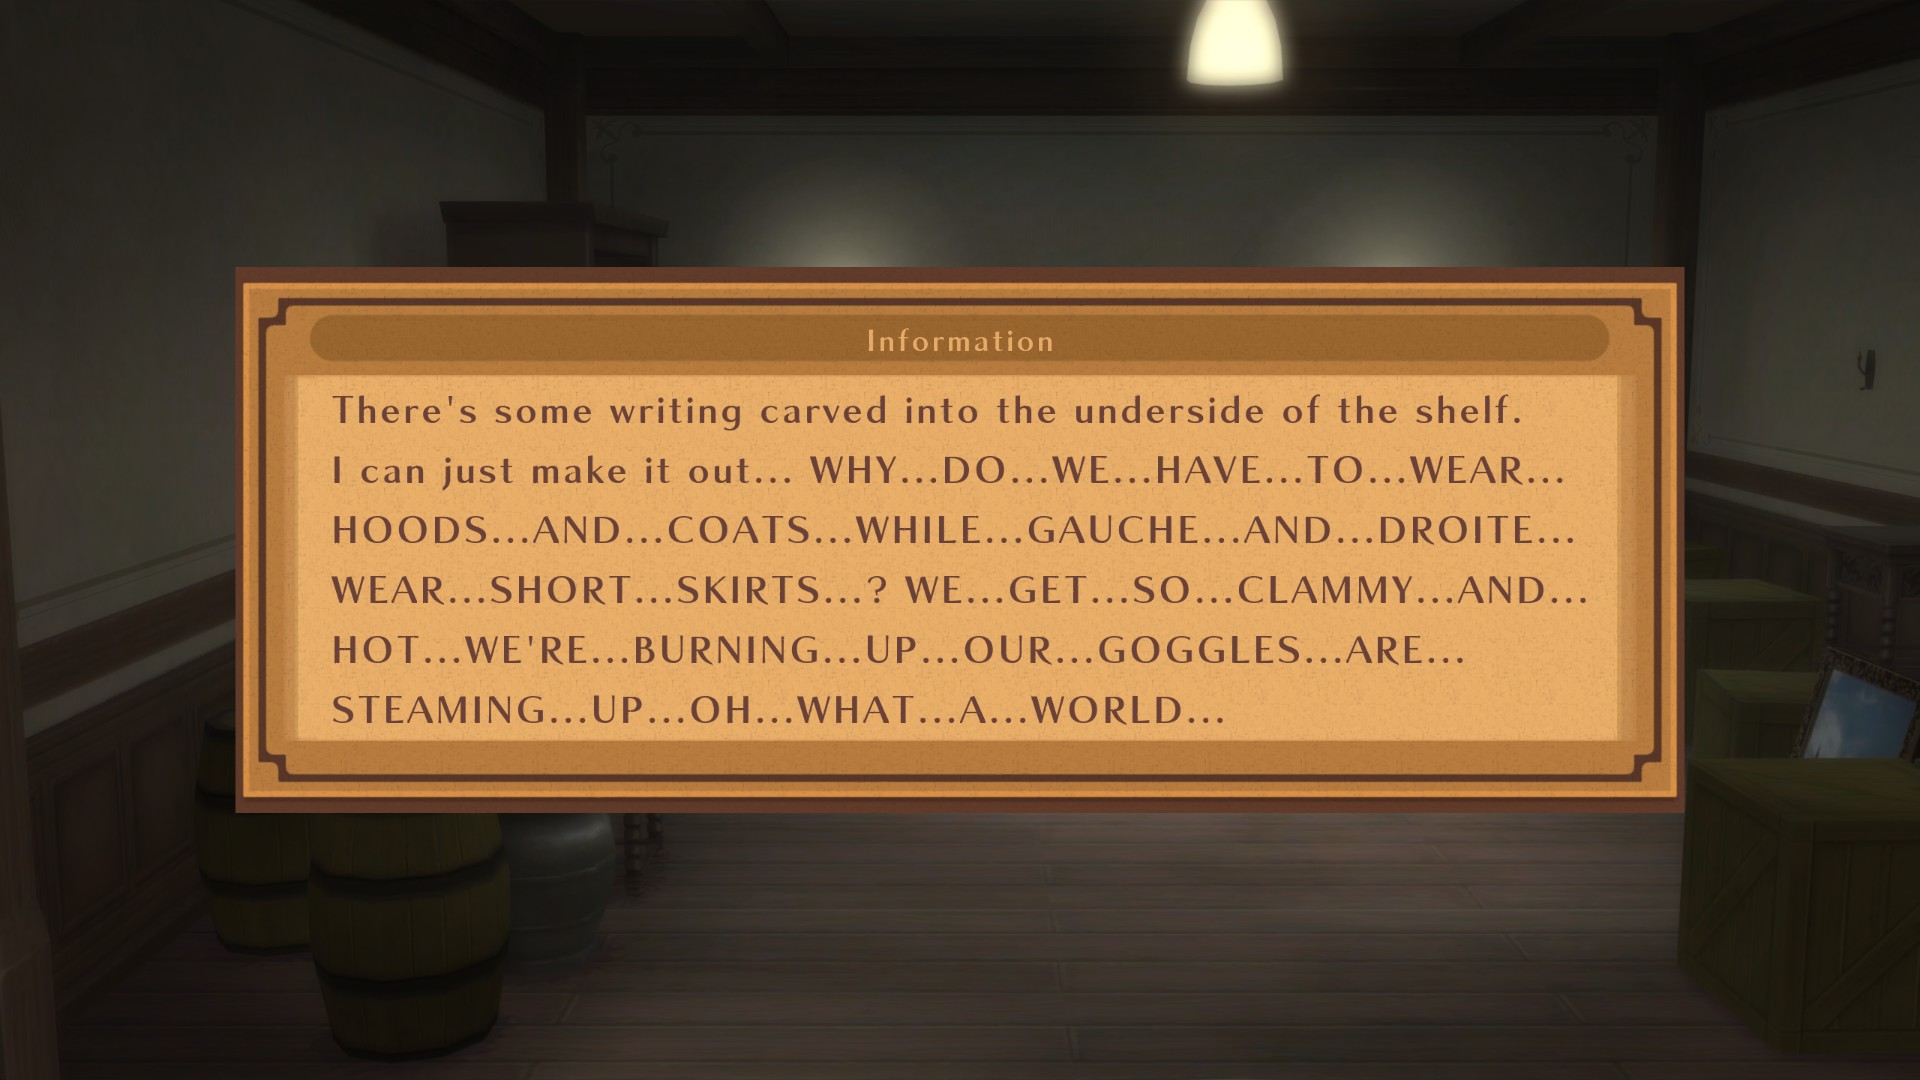 Information
There's some writing carved into the underside of the shelf.
I can just make it out... WHY...DO...WE...HAVE...TO...WEAR...
HOODS...AND...COATS...WHILE...GAUCHE...AND...DROITE...
WEAR...SHORT...SKIRTS...? WE...GET...SO...CLAMMY...AND...
HOT...WE'RE...BURNING...UP...OUR...GOGGLES...ARE...
STEAMING...UP...OH...WHAT...A...WORLD...